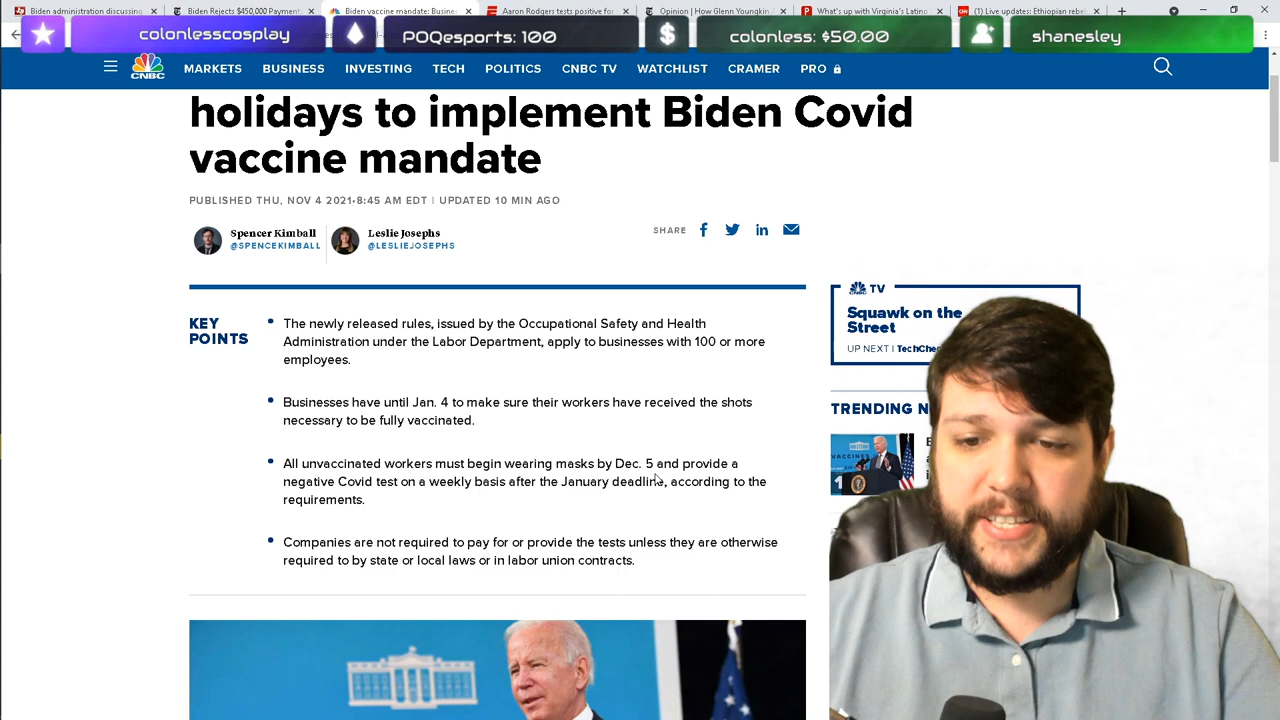 Biden administration discussing
Biden Rejects $450,000 Payment
Biden vaccine mandate: Busine
Aaron Rodgers tests positive for
Opinion | How Glenn Youngkin
What's up with Virginia's Latino
(1) Live updates: Ethiopian rebe
colonlesscosplay
POQesports: 100
colonless: $50.00
shanesley
CNBC
MARKETS
BUSINESS
INVESTING
TECH
POLITICS
CNBC TV
WATCHLIST
CRAMER
PRO
holidays to implement Biden Covid
vaccine mandate
PUBLISHED THU, NOV 4 2021•8:45 AM EDT | UPDATED 10 MIN AGO
Spencer Kimball
@SPENCEKIMBALL
Leslie Josephs
@LESLIEJOSEPHS
SHARE
KEY
POINTS
The newly released rules, issued by the Occupational Safety and Health
Administration under the Labor Department, apply to businesses with 100 or more
employees.
Businesses have until Jan. 4 to make sure their workers have received the shots
necessary to be fully vaccinated.
All unvaccinated workers must begin wearing masks by Dec. 5 and provide a
negative Covid test on a weekly basis after the January deadline, according to the
requirements.
Companies are not required to pay for or provide the tests unless they are otherwise
required to by state or local laws or in labor union contracts.
TV
Squawk on the
Street
UP NEXT | TechChe
TRENDING N
VACCINES
1